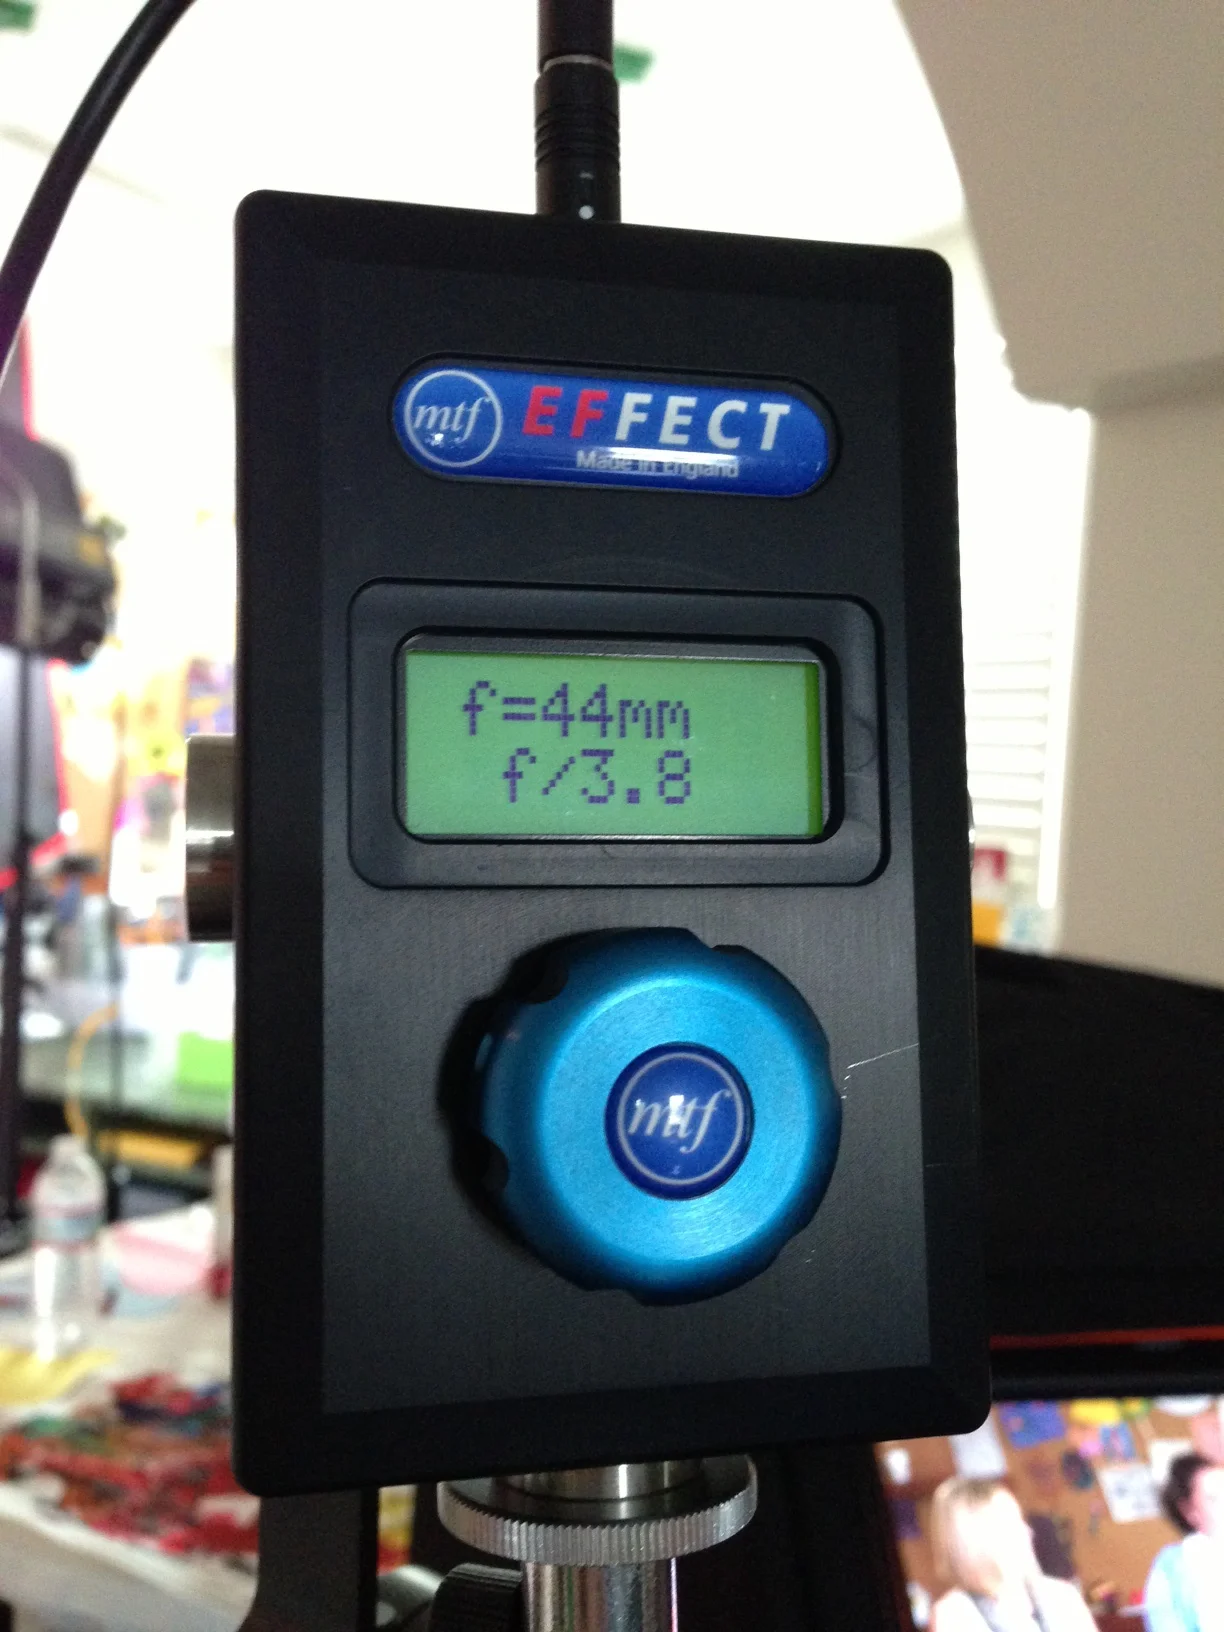 mtf EFFECT
Made in England
f=44mm
f/3.8
mtf